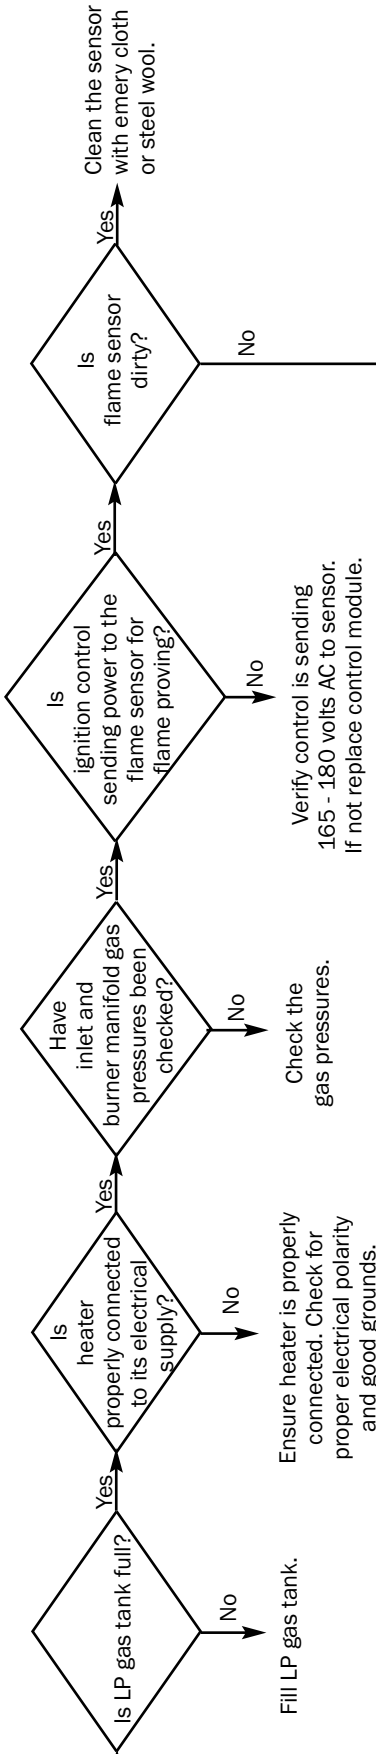 Is LP gas tank full?
Yes
No
Fill LP gas tank.
Is
heater
properly connected
to its electrical
supply?
Yes
No
Ensure heater is properly
connected. Check for
proper electrical polarity
and good grounds.
Have
inlet and
burner manifold gas
pressures been
checked?
Yes
No
Check the
gas pressures.
Is
ignition control
sending power to the
flame sensor for
flame proving?
Yes
No
Verify control is sending
165 - 180 volts AC to sensor.
If not replace control module.
Is
flame sensor
dirty?
Yes
No
Clean the sensor
with emery cloth
or steel wool.